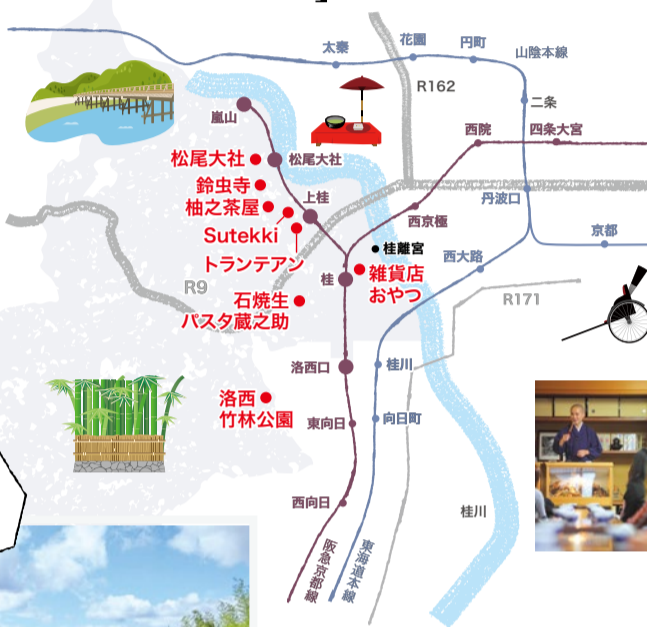 太秦
花園
円町
山陰本線
R162
二条
嵐山
西院
四条大宮
松尾大社
松尾大社
鈴虫寺
上桂
柚之茶屋
丹波口
Sutekki
西京極
京都
トランテアン
桂離宮
西大路
桂
雑貨店
おやつ
R9
R171
石焼生
パスタ蔵之助
洛西口
桂川
洛西
竹林公園
東向日
向日町
西向日
桂川
阪急京都線
東海道本線